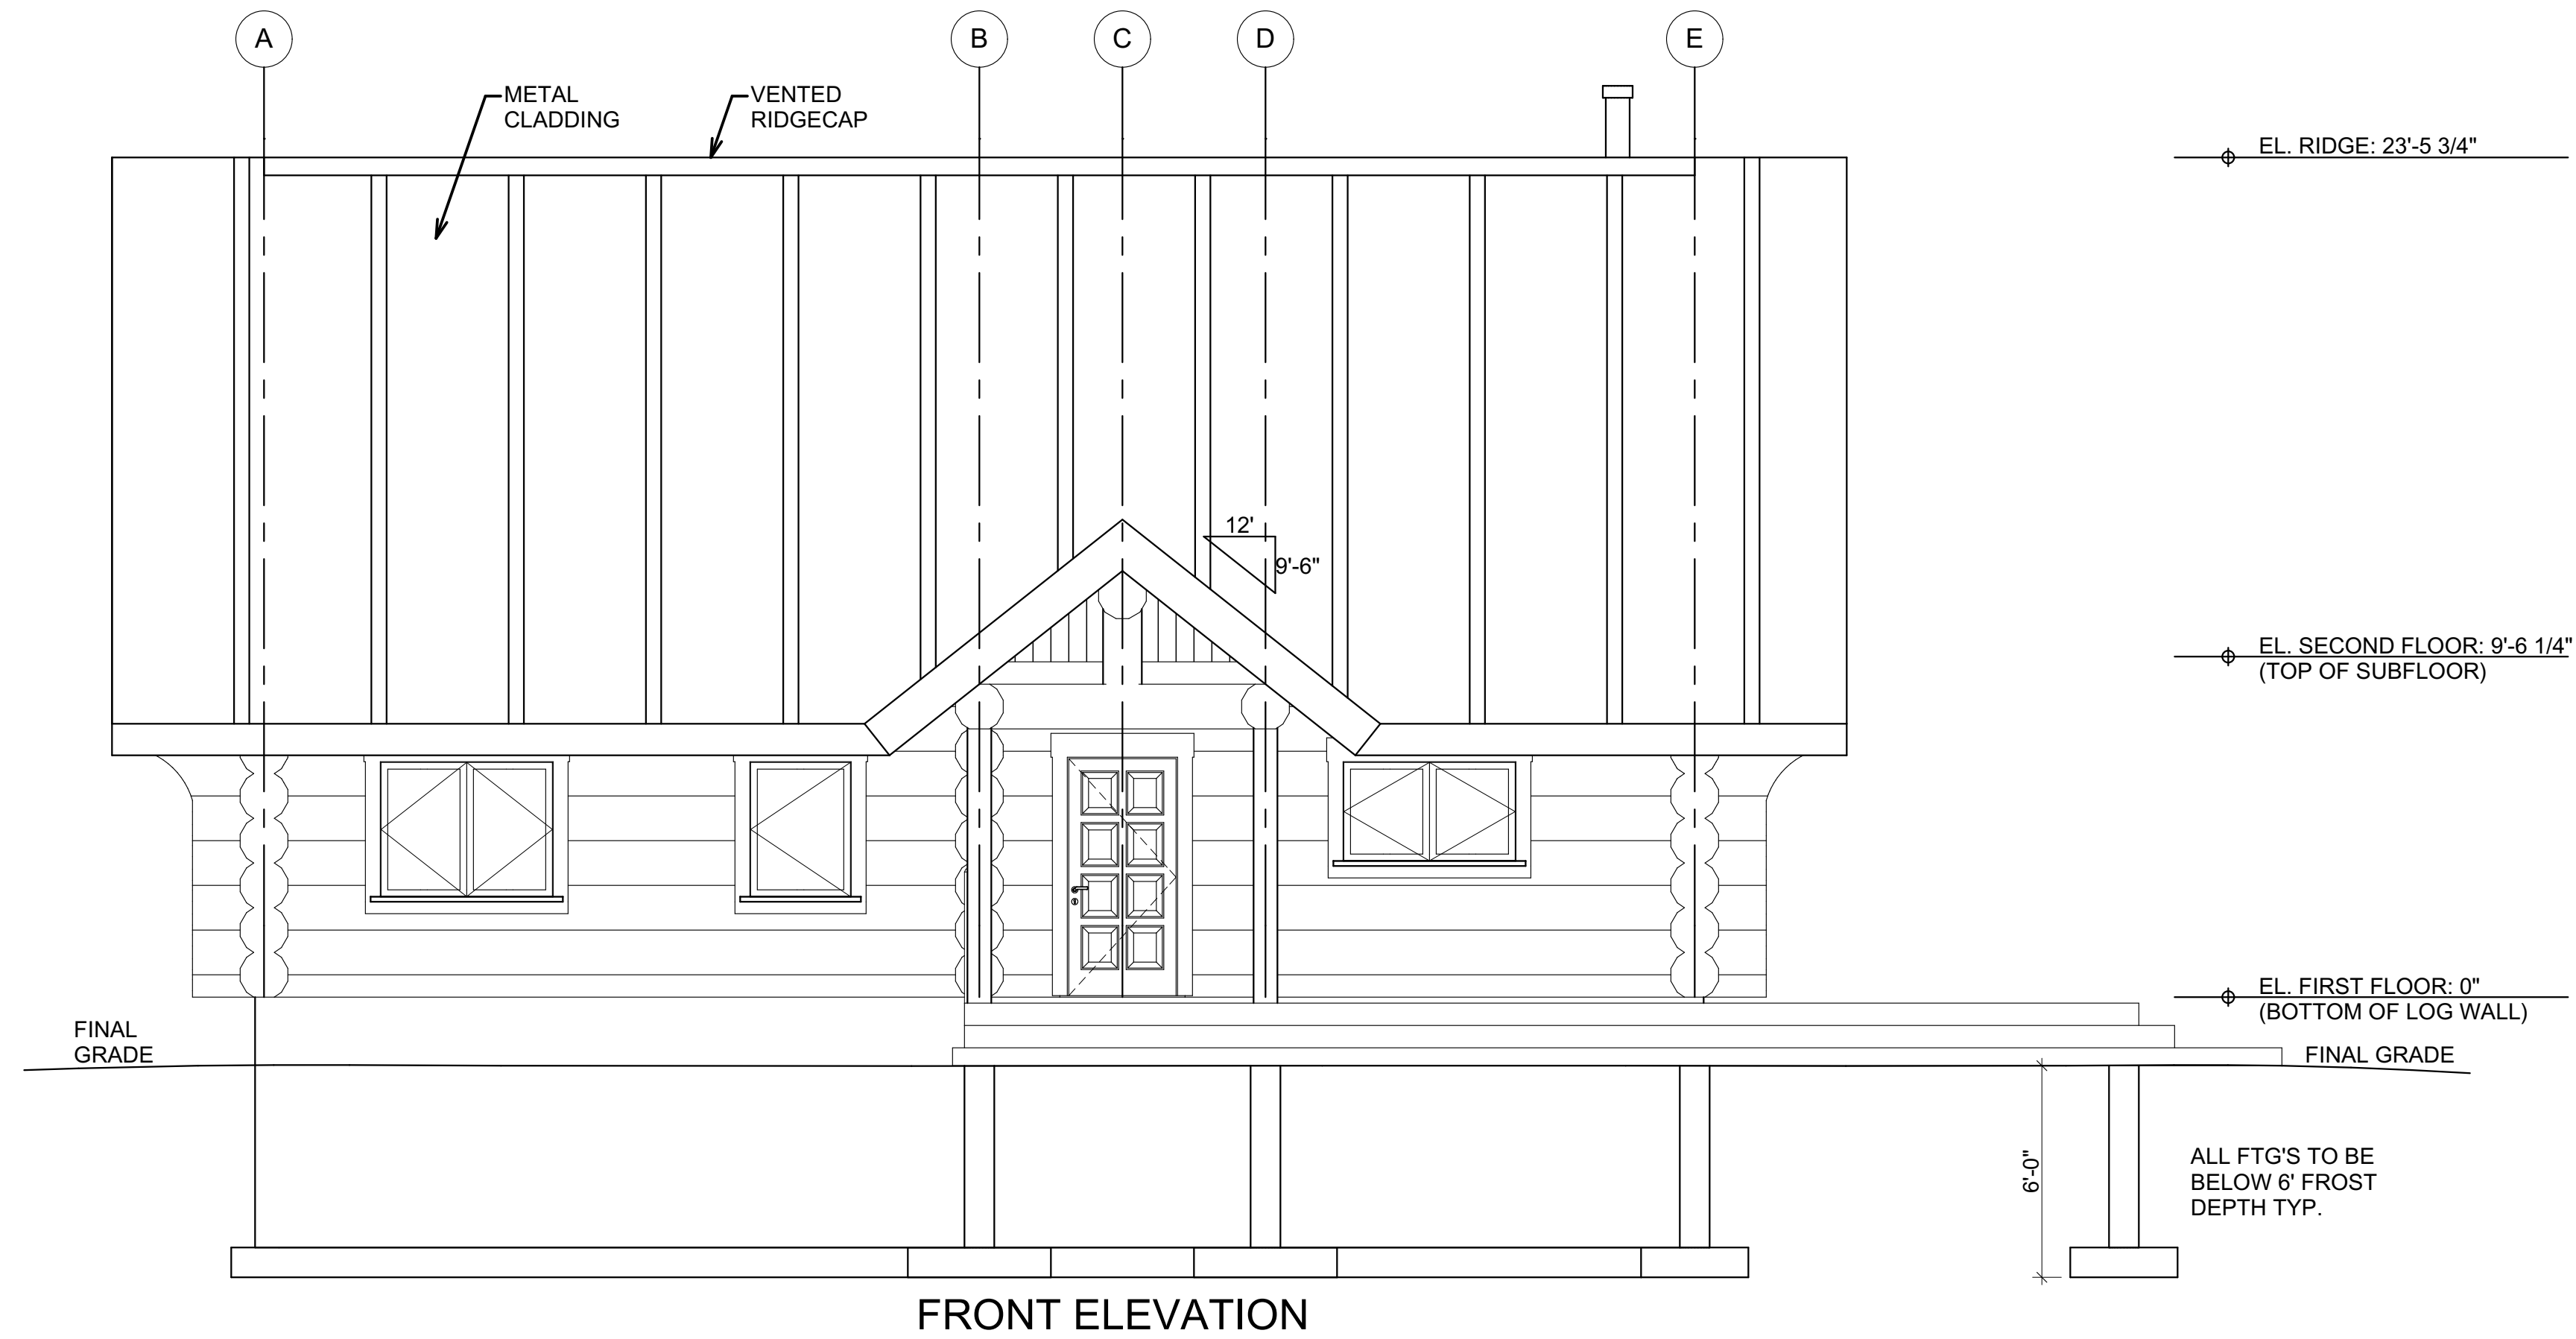 A
B
C
D
E
METAL
CLADDING
VENTED
RIDGECAP
EL. RIDGE: 23'-5 3/4"
12'
9'-6"
EL. SECOND FLOOR: 9'-6 1/4"
(TOP OF SUBFLOOR)
EL. FIRST FLOOR: 0"
(BOTTOM OF LOG WALL)
FINAL
GRADE
FINAL GRADE
6'-0"
ALL FTG'S TO BE
BELOW 6' FROST
DEPTH TYP.
FRONT ELEVATION